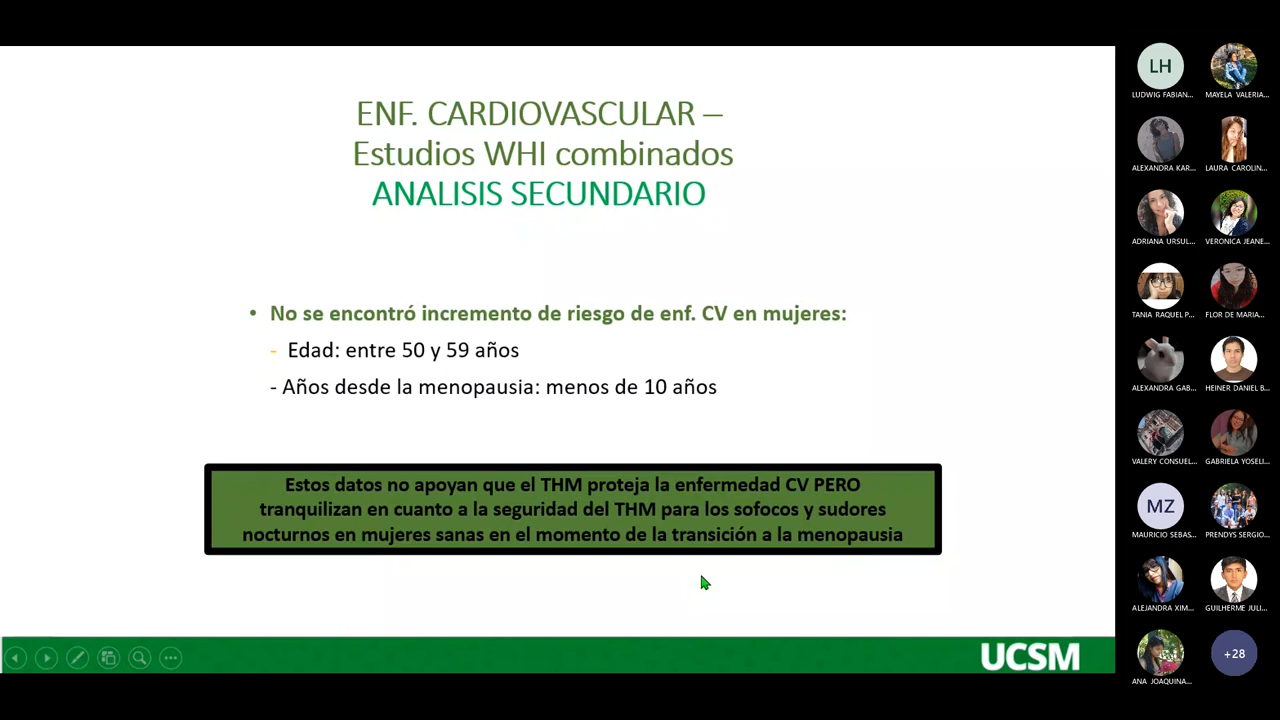 ENF. CARDIOVASCULAR –
Estudios WHI combinados
ANALISIS SECUNDARIO
• No se encontró incremento de riesgo de enf. CV en mujeres:
- Edad: entre 50 y 59 años
- Años desde la menopausia: menos de 10 años
Estos datos no apoyan que el THM proteja la enfermedad CV PERO
tranquilizan en cuanto a la seguridad del THM para los sofocos y sudores
nocturnos en mujeres sanas en el momento de la transición a la menopausia
UCSM
LH
LUDWIG FABIAN...
MAYELA VALERIA...
ALEXANDRA KAR...
LAURA CAROLIN...
ADRIANA URSUL...
VERONICA JEANE...
TANIA RAQUEL P...
FLOR DE MARIA...
ALEXANDRA GAB...
HEINER DANIEL B...
VALERY CONSUEL...
GABRIELA YOSELI...
MZ
MAURICIO SEBAS...
PRENDYS SERGIO...
ALEJANDRA XIM...
GUILHERME JULI...
ANA JOAQUINA...
+28